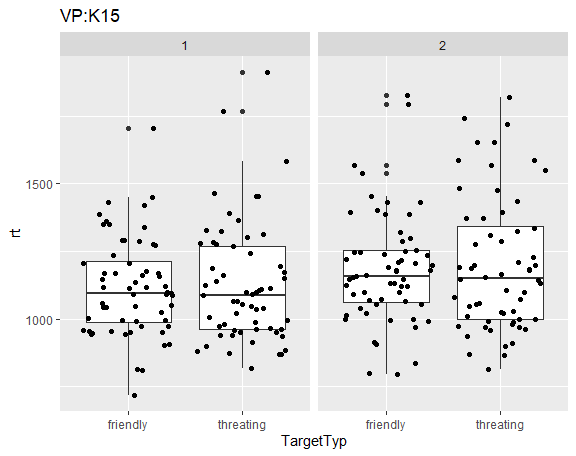 VP:K15
1 2
rt
1500
1000
friendly threating friendly threating
TargetTyp